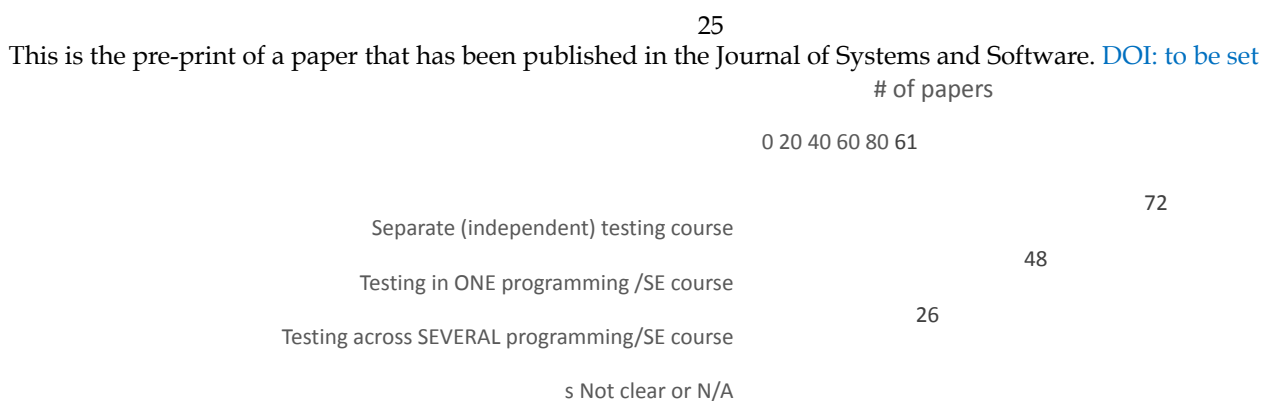 25
This is the pre-print of a paper that has been published in the Journal of Systems and Software. DOI: to be set
# of papers
0 20 40 60 80 61
72
Separate (independent) testing course
48
Testing in ONE programming /SE course
26
Testing across SEVERAL programming/SE course
s Not clear or N/A